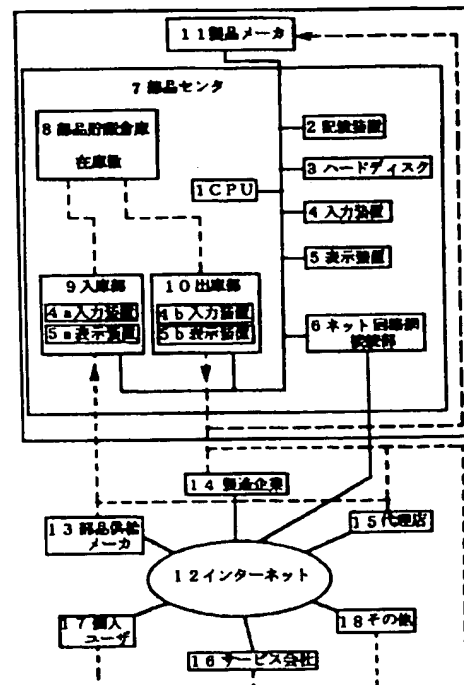 11製品メーカ
7部品センタ
8部品貯蔵倉庫
在庫数
2記憶装置
3ハードディスク
1CPU
4入力装置
5表示装置
9入庫部
4a入力装置
5a表示装置
10出庫部
4b入力装置
5b表示装置
6ネット回路網
接続部
14製造企業
13部品供給
メーカ
15代理店
12インターネット
17個人
ユーザ
18その他
16サービス会社